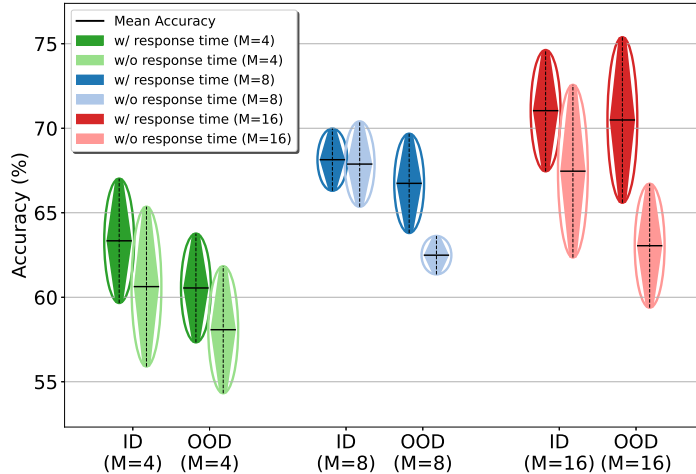 Mean Accuracy
w/ response time (M=4)
w/o response time (M=4)
w/ response time (M=8)
w/o response time (M=8)
w/ response time (M=16)
w/o response time (M=16)
Accuracy (%)
75
70
65
60
55
ID
(M=4)
OOD
(M=4)
ID
(M=8)
OOD
(M=8)
ID
(M=16)
OOD
(M=16)